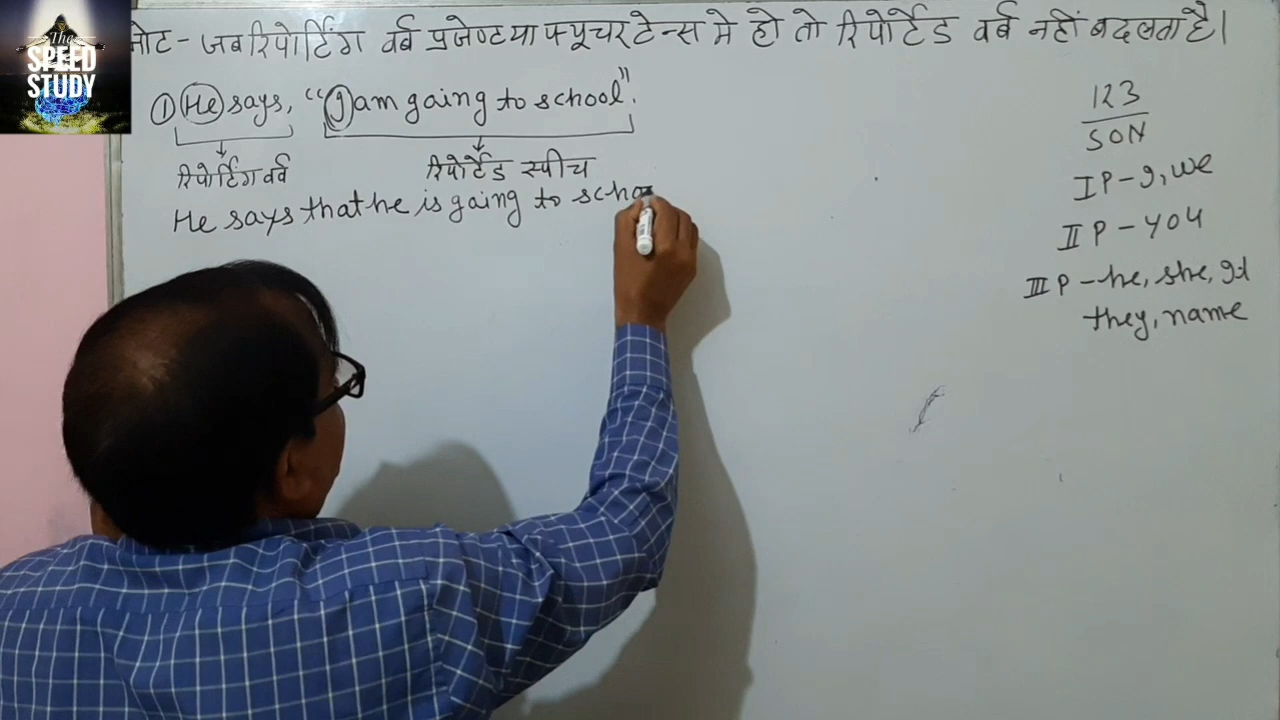 The
SPEED
STUDY
नोट - जब रिपोर्टिंग वर्ब प्रजेण्ट या फ्यूचर टेन्स मे हो तो रिपोर्टेड वर्ब नहीं बदलता है।
① He says, “I am going to school”.
रिपोर्टिंग वर्ब
रिपोर्टेड स्पीच
He says that he is going to scho
123
SON
I P - I, we
II P - you
III P - he, she, It
they, name